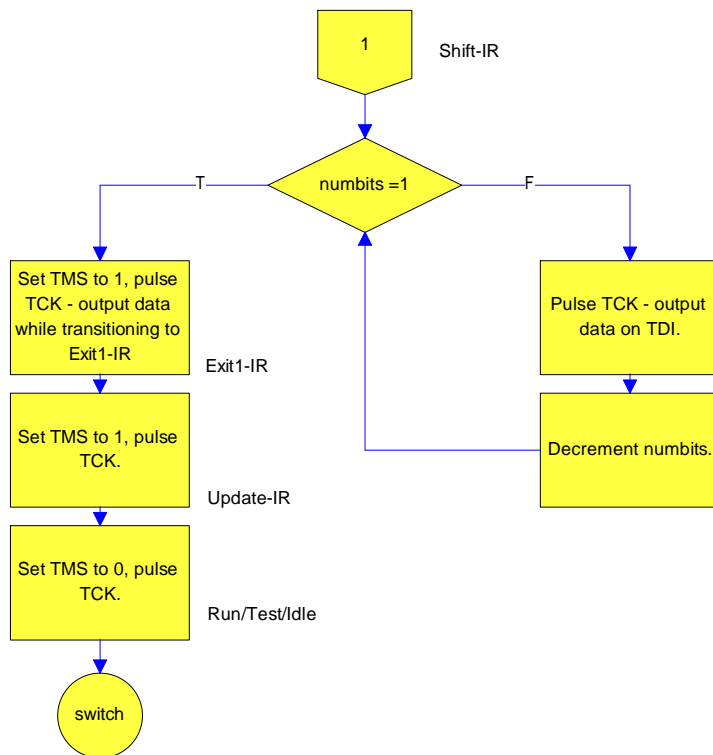 1
Shift-IR
numbits =1
T
F
Set TMS to 1, pulse
TCK - output data
while transitioning to
Exit1-IR
Exit1-IR
Pulse TCK - output
data on TDI.
Set TMS to 1, pulse
TCK.
Update-IR
Decrement numbits.
Set TMS to 0, pulse
TCK.
Run/Test/Idle
switch